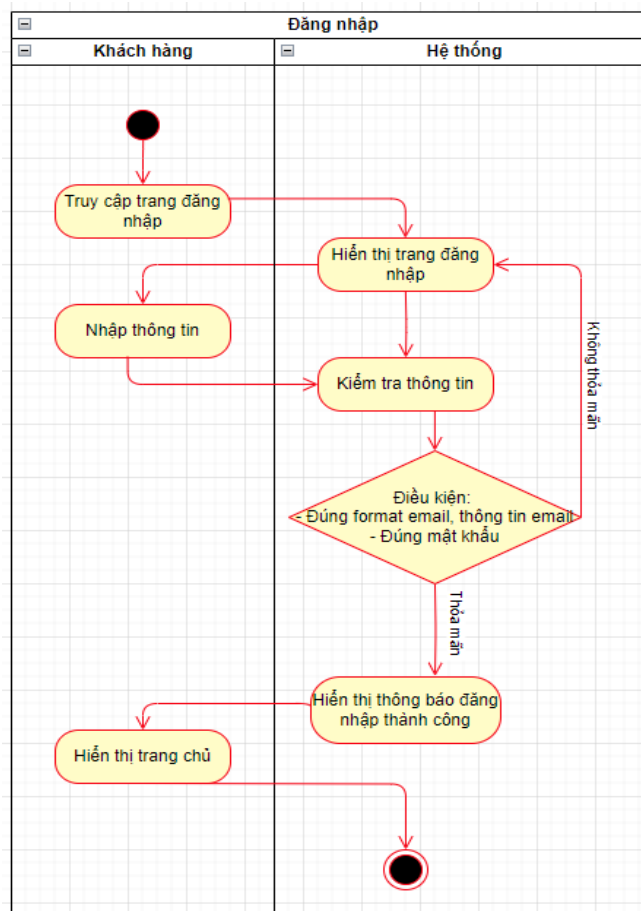 Đăng nhập
Khách hàng
Hệ thống
Truy cập trang đăng
nhập
Hiển thị trang đăng
nhập
Nhập thông tin
Kiểm tra thông tin
Không thỏa mãn
Điều kiện:
- Đúng format email, thông tin email
- Đúng mật khẩu
Thỏa mãn
Hiển thị thông báo đăng
nhập thành công
Hiển thị trang chủ